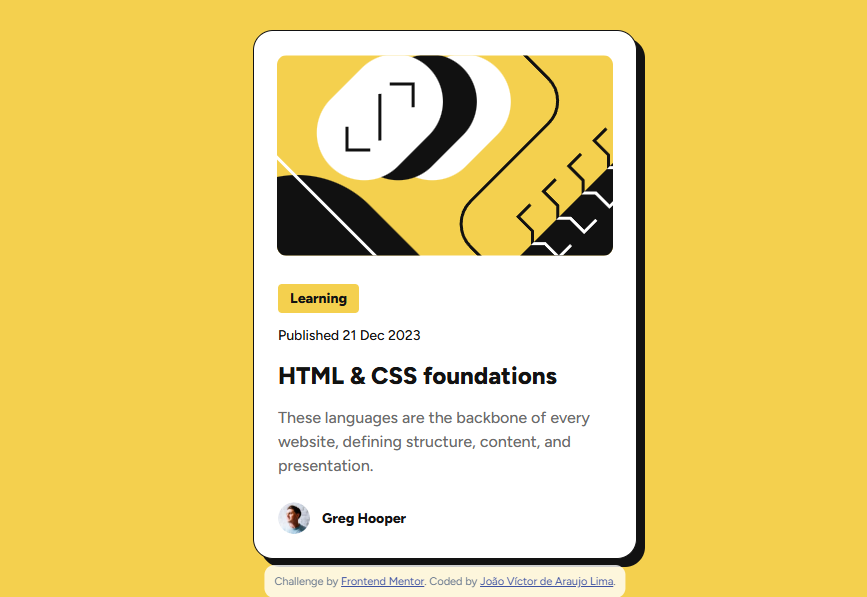 Learning
Published 21 Dec 2023
HTML & CSS foundations
These languages are the backbone of every
website, defining structure, content, and
presentation.
Greg Hooper
Challenge by Frontend Mentor. Coded by João Víctor de Araujo Lima.